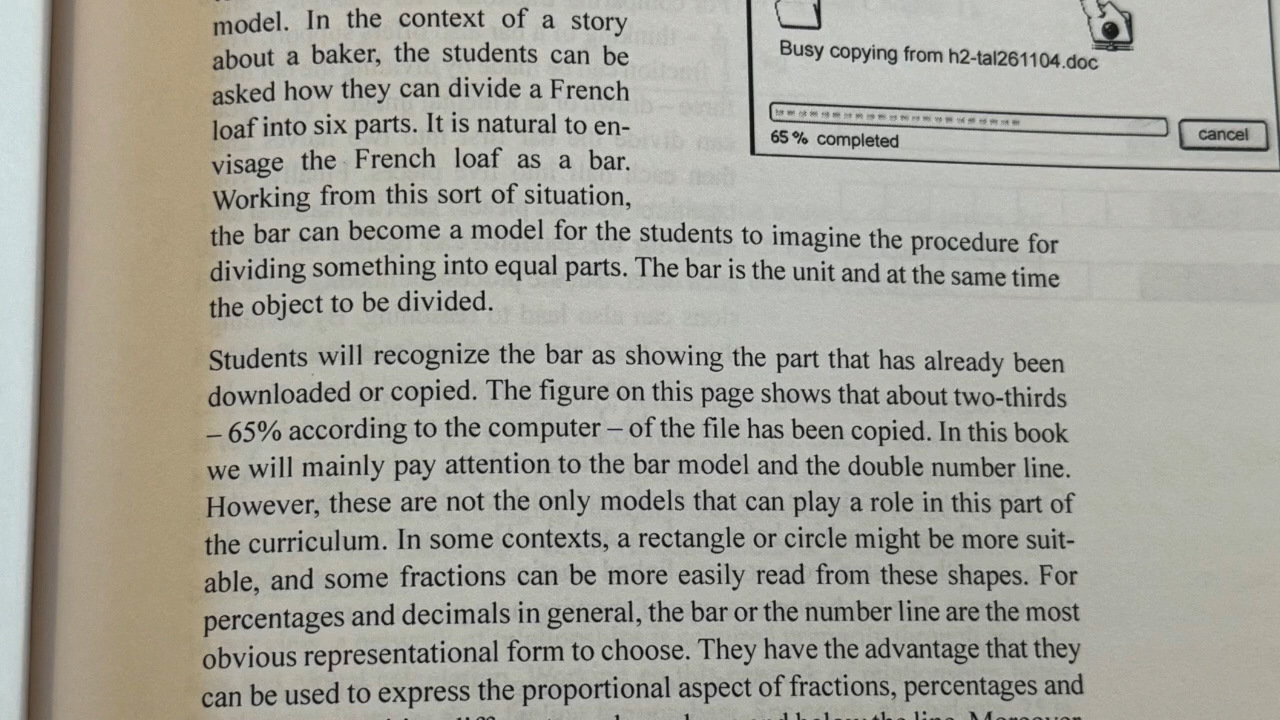 model. In the context of a story
about a baker, the students can be
asked how they can divide a French
loaf into six parts. It is natural to en-
visage the French loaf as a bar.
Working from this sort of situation,
the bar can become a model for the students to imagine the procedure for
dividing something into equal parts. The bar is the unit and at the same time
the object to be divided.
Busy copying from h2-tal261104.doc
65 % completed
cancel
Students will recognize the bar as showing the part that has already been
downloaded or copied. The figure on this page shows that about two-thirds
– 65% according to the computer – of the file has been copied. In this book
we will mainly pay attention to the bar model and the double number line.
However, these are not the only models that can play a role in this part of
the curriculum. In some contexts, a rectangle or circle might be more suit-
able, and some fractions can be more easily read from these shapes. For
percentages and decimals in general, the bar or the number line are the most
obvious representational form to choose. They have the advantage that they
can be used to express the proportional aspect of fractions, percentages and
below the line. Moreover